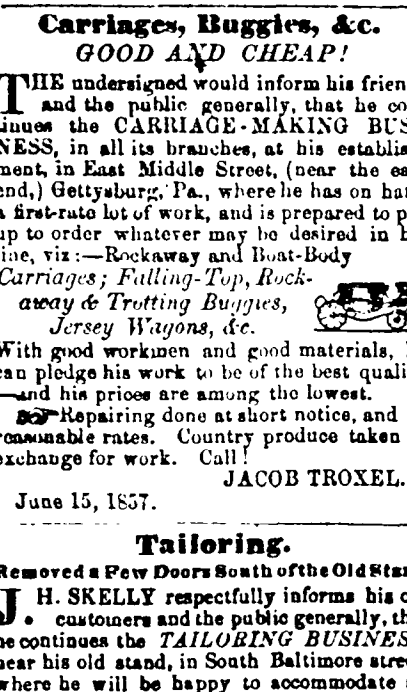 Carriages, Buggies, &c.
GOOD AND CHEAP!
THE undersigned would inform his frien
and the public generally, that he co
tinues the CARRIAGE-MAKING BUS
NESS, in all its branches, at his establis
ment, in East Middle Street, (near the ea
end,) Gettysburg, Pa., where he has on han
a first-rate lot of work, and is prepared to p
up to order whatever may be desired in h
line, viz:—Rockaway and Boat-Body
Carriages; Falling-Top, Rock-
away & Trotting Buggies,
Jersey Wagons, &c.
With good workmen and good materials,
can pledge his work to be of the best quali
—and his prices are among the lowest.
Repairing done at short notice, and
reasonable rates. Country produce taken
exchange for work. Call!
JACOB TROXEL.
June 15, 1857.
Tailoring.
Removed a Few Doors South of the Old Stan
J. H. SKELLY respectfully informs his o
customers and the public generally, th
he continues the TAILORING BUSINES
near his old stand, in South Baltimore stree
where he will be happy to accommodate